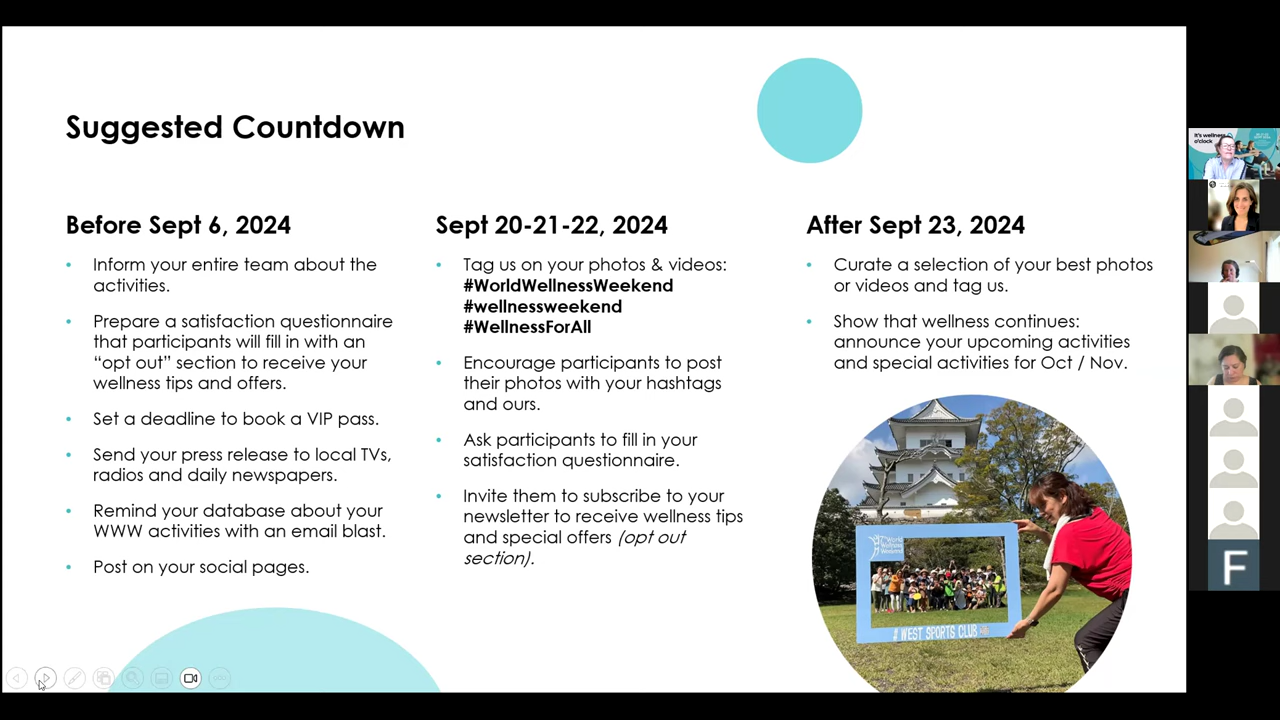 Suggested Countdown
Before Sept 6, 2024
Inform your entire team about the
activities.
Prepare a satisfaction questionnaire
that participants will fill in with an
“opt out” section to receive your
wellness tips and offers.
Set a deadline to book a VIP pass.
Send your press release to local TVs,
radios and daily newspapers.
Remind your database about your
WWW activities with an email blast.
Post on your social pages.
Sept 20-21-22, 2024
Tag us on your photos & videos:
#WorldWellnessWeekend
#wellnessweekend
#WellnessForAll
Encourage participants to post
their photos with your hashtags
and ours.
Ask participants to fill in your
satisfaction questionnaire.
Invite them to subscribe to your
newsletter to receive wellness tips
and special offers (opt out
section).
After Sept 23, 2024
Curate a selection of your best photos
or videos and tag us.
Show that wellness continues:
announce your upcoming activities
and special activities for Oct / Nov.
World
Wellness
Weekend
# WEST SPORTS CLUB
It's wellness
o'clock
F